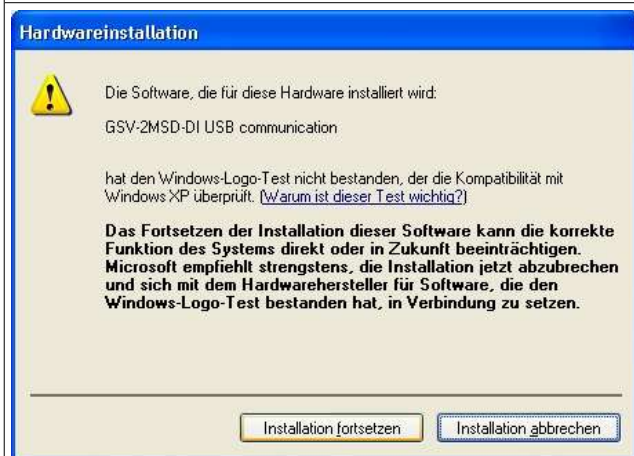 Hardwareinstallation
Die Software, die für diese Hardware installiert wird:
GSV-2MSD-DI USB communication
hat den Windows-Logo-Test nicht bestanden, der die Kompatibilität mit
Windows XP überprüft. (Warum ist dieser Test wichtig?)
Das Fortsetzen der Installation dieser Software kann die korrekte
Funktion des Systems direkt oder in Zukunft beeinträchtigen.
Microsoft empfiehlt strengstens, die Installation jetzt abzubrechen
und sich mit dem Hardwarehersteller für Software, die den
Windows-Logo-Test bestanden hat, in Verbindung zu setzen.
Installation fortsetzen
Installation abbrechen